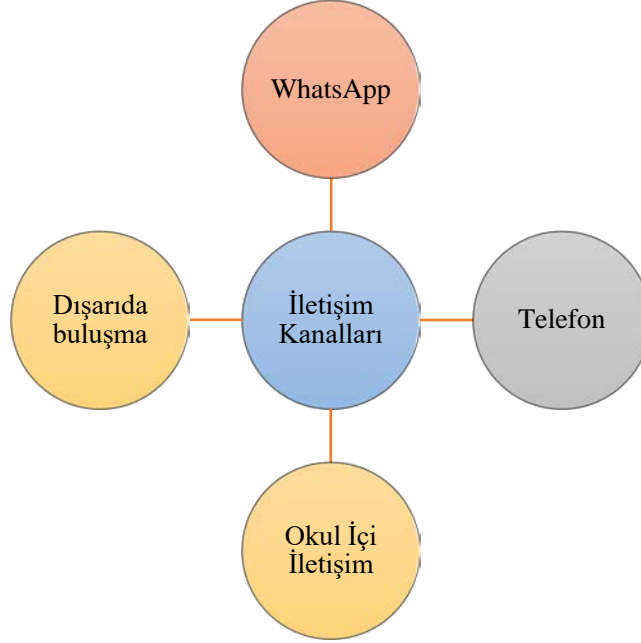 WhatsApp
Dışarıda
buluşma
İletişim
Kanalları
Telefon
Okul İçi
İletişim